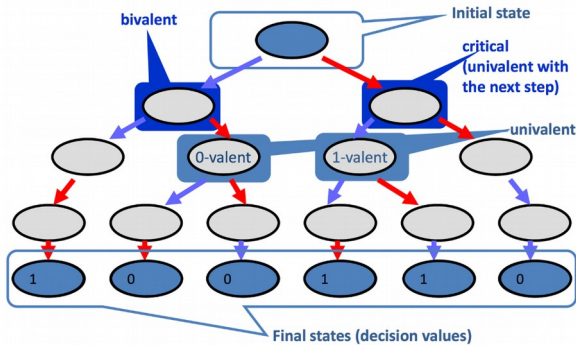 Initial state
bivalent
critical
(univalent with
the next step)
univalent
0-valent
1-valent
1
0
0
1
1
0
Final states (decision values)